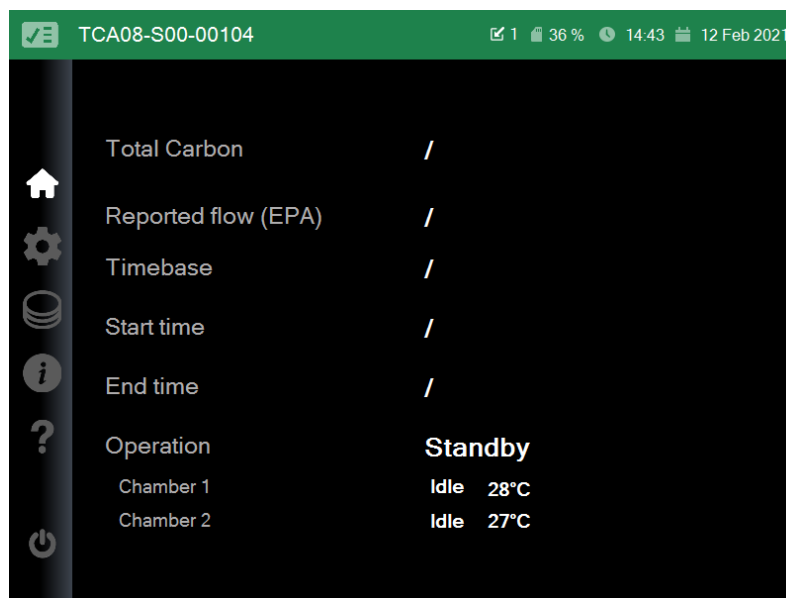 TCA08-S00-00104 1 36 % 14:43 12 Feb 2021
Total Carbon /
Reported flow (EPA) /
Timebase /
Start time /
End time /
Operation Standby
Chamber 1 Idle 28°C
Chamber 2 Idle 27°C